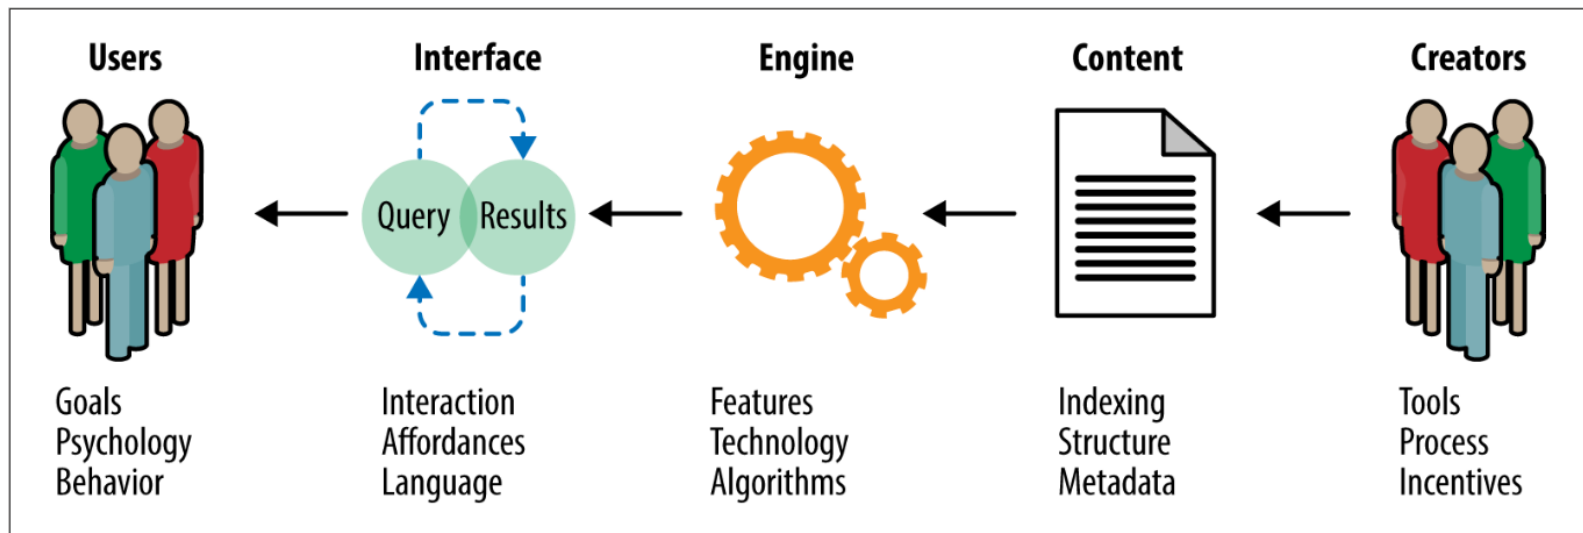 Users
Interface
Engine
Content
Creators
Query
Results
Goals
Psychology
Behavior
Interaction
Affordances
Language
Features
Technology
Algorithms
Indexing
Structure
Metadata
Tools
Process
Incentives